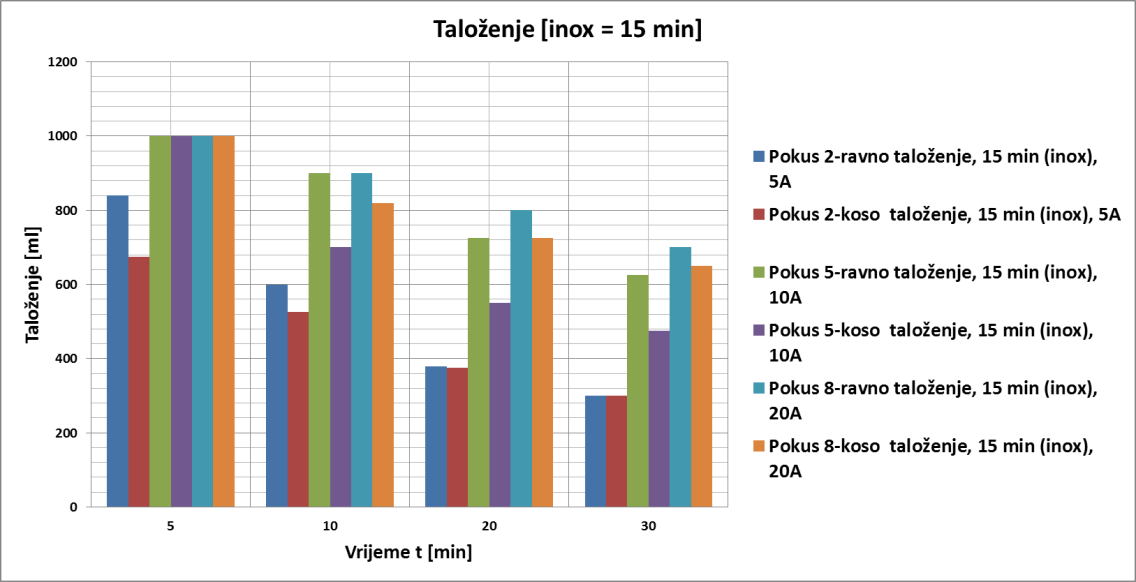 Taloženje [inox = 15 min]
1200
1000
800
600
400
200
0
Taloženje [ml]
5 10 20 30
Vrijeme t [min]
Pokus 2-ravno taloženje, 15 min (inox),
5A
Pokus 2-koso taloženje, 15 min (inox), 5A
Pokus 5-ravno taloženje, 15 min (inox),
10A
Pokus 5-koso taloženje, 15 min (inox),
10A
Pokus 8-ravno taloženje, 15 min (inox),
20A
Pokus 8-koso taloženje, 15 min (inox),
20A